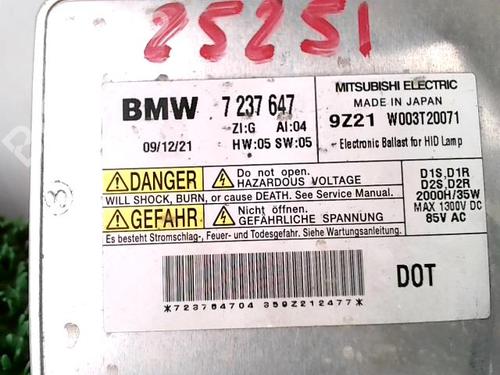 25251
BMW 7 237 647
ZI:G AI:04
09/12/21 HW:05 SW:05
MITSUBISHI ELECTRIC
MADE IN JAPAN
9Z21 W003T20071
Electronic Ballast for HID Lamp
DANGER Do not open.
HAZARDOUS VOLTAGE
WILL SHOCK, BURN, or cause DEATH. See Service Manual.
GEFAHR Nicht öffnen.
GEFÄHRLICHE SPANNUNG
Es besteht Stromschlag-, Feuer- und Todesgefahr. Siehe Wartungsanleitung.
D1S,D1R
D2S,D2R
2000H/35W
MAX 1300V DC
85V AC
*723764704 359Z212477*
DOT